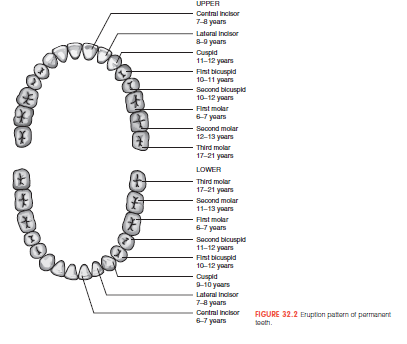 UPPER
Central incisor
7–8 years
Lateral incisor
8–9 years
Cuspid
11–12 years
First bicuspid
10–11 years
Second bicuspid
10–12 years
First molar
6–7 years
Second molar
12–13 years
Third molar
17–21 years
LOWER
Third molar
17–21 years
Second molar
11–13 years
First molar
6–7 years
Second bicuspid
11–12 years
First bicuspid
10–12 years
Cuspid
9–10 years
Lateral incisor
7–8 years
Central incisor
6–7 years
FIGURE 32.2 Eruption pattern of permanent
teeth.